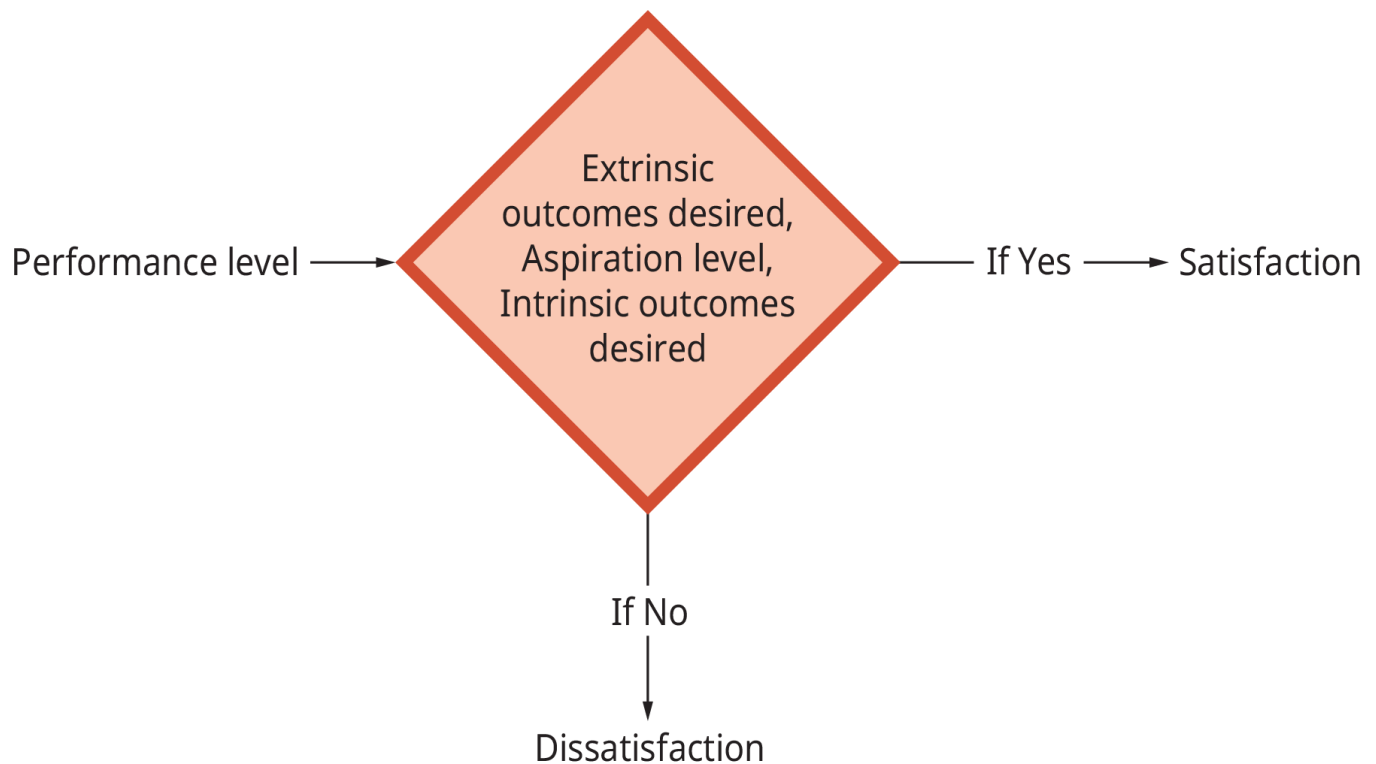 Extrinsic
outcomes desired,
Aspiration level,
Intrinsic outcomes
desired
Performance level
If Yes
Satisfaction
If No
Dissatisfaction